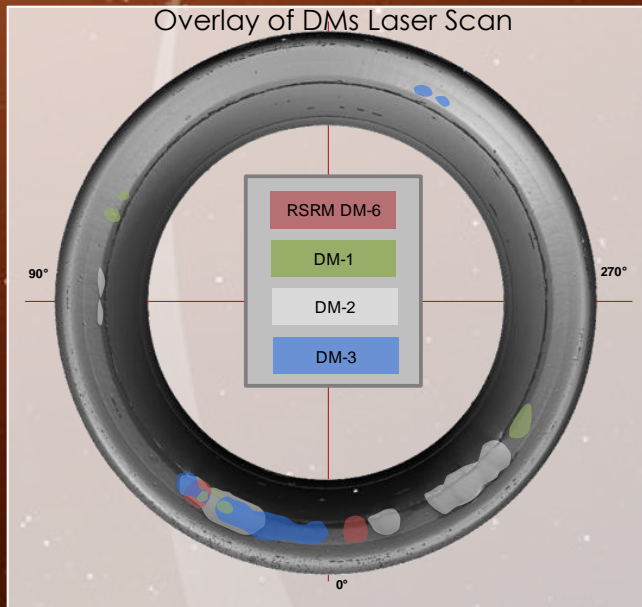 Overlay of DMs Laser Scan
RSRM DM-6
DM-1
90°
270°
DM-2
DM-3
0°